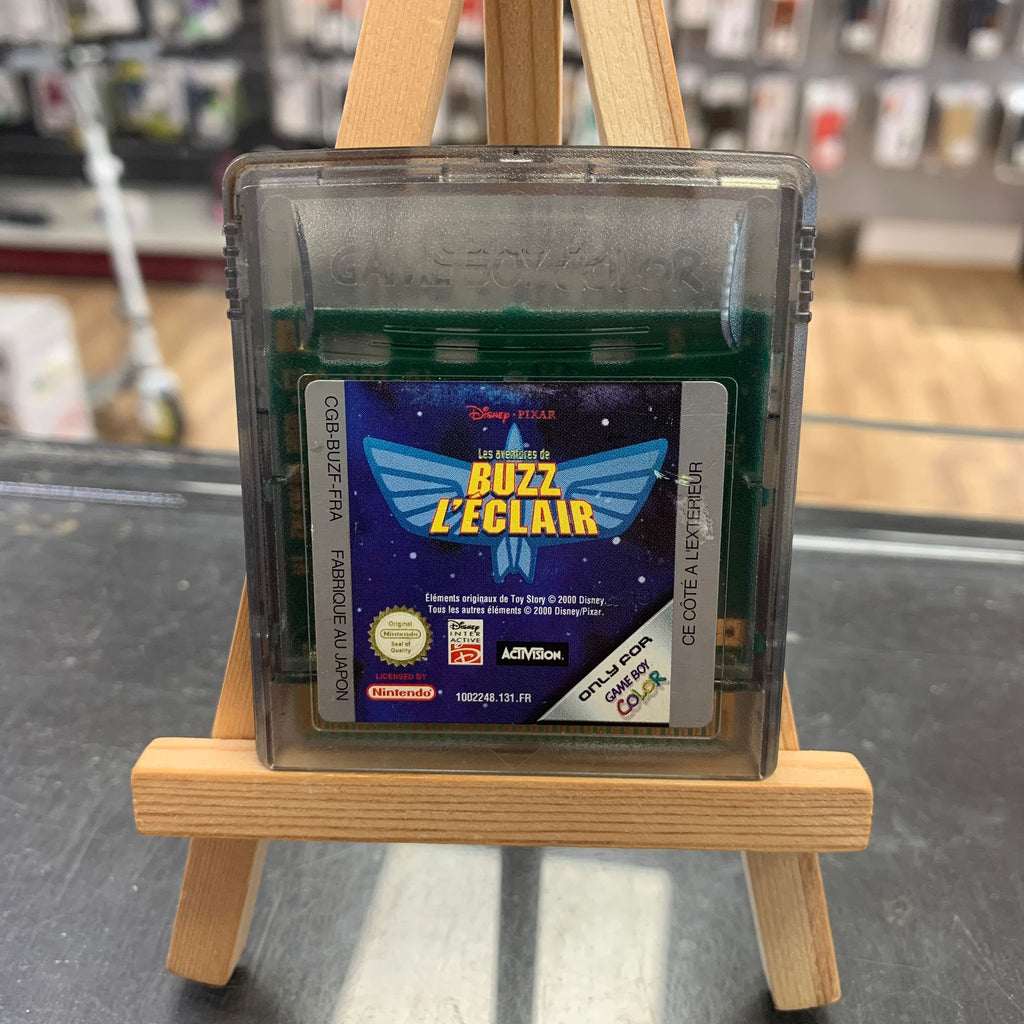 GAME BOY COLOR
CGB-BUZF-FRA
FABRIQUE AU JAPON
Disney · PIXAR
Les aventures de
BUZZ
L'ÉCLAIR
Éléments originaux de Toy Story © 2000 Disney.
Tous les autres éléments © 2000 Disney/Pixar.
Original
Nintendo
Seal of
Quality
TM
LICENSED BY
Nintendo
Disney
INTER
ACTIVE
ACTIVISION.
1002248.131.FR
ONLY FOR
GAME BOY
COLOR
CE CÔTÉ A L'EXTÉRIEUR